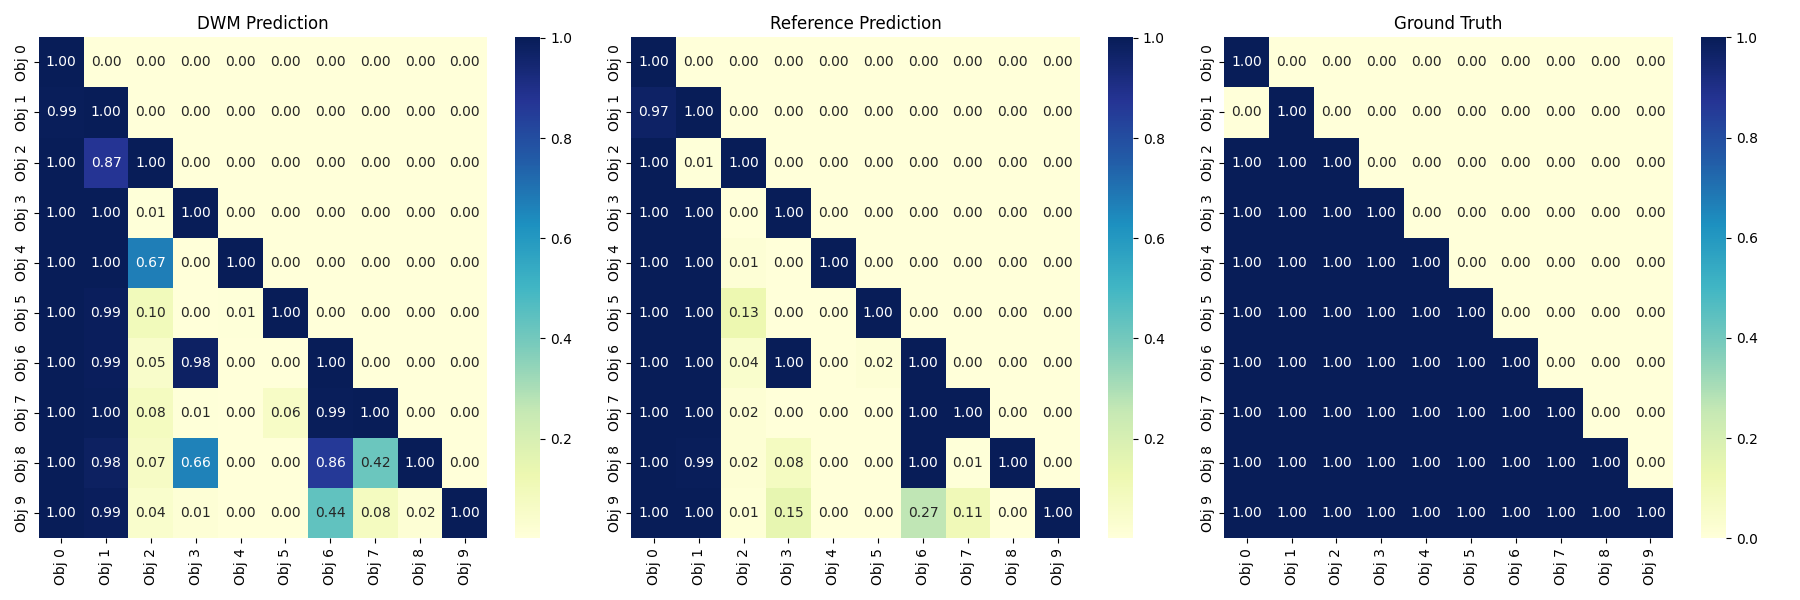 DWM Prediction
Obj 0 1.00 0.00 0.00 0.00 0.00 0.00 0.00 0.00 0.00 0.00
Obj 1 0.99 1.00 0.00 0.00 0.00 0.00 0.00 0.00 0.00 0.00
Obj 2 1.00 0.87 1.00 0.00 0.00 0.00 0.00 0.00 0.00 0.00
Obj 3 1.00 1.00 0.01 1.00 0.00 0.00 0.00 0.00 0.00 0.00
Obj 4 1.00 1.00 0.67 0.00 1.00 0.00 0.00 0.00 0.00 0.00
Obj 5 1.00 0.99 0.10 0.00 0.01 1.00 0.00 0.00 0.00 0.00
Obj 6 1.00 0.99 0.05 0.98 0.00 0.00 1.00 0.00 0.00 0.00
Obj 7 1.00 1.00 0.08 0.01 0.00 0.06 0.99 1.00 0.00 0.00
Obj 8 1.00 0.98 0.07 0.66 0.00 0.00 0.86 0.42 1.00 0.00
Obj 9 1.00 0.99 0.04 0.01 0.00 0.00 0.44 0.08 0.02 1.00
Obj 0 Obj 1 Obj 2 Obj 3 Obj 4 Obj 5 Obj 6 Obj 7 Obj 8 Obj 9
1.0
0.8
0.6
0.4
0.2
Reference Prediction
Obj 0 1.00 0.00 0.00 0.00 0.00 0.00 0.00 0.00 0.00 0.00
Obj 1 0.97 1.00 0.00 0.00 0.00 0.00 0.00 0.00 0.00 0.00
Obj 2 1.00 0.01 1.00 0.00 0.00 0.00 0.00 0.00 0.00 0.00
Obj 3 1.00 1.00 0.00 1.00 0.00 0.00 0.00 0.00 0.00 0.00
Obj 4 1.00 1.00 0.01 0.00 1.00 0.00 0.00 0.00 0.00 0.00
Obj 5 1.00 1.00 0.13 0.00 0.00 1.00 0.00 0.00 0.00 0.00
Obj 6 1.00 1.00 0.04 1.00 0.00 0.02 1.00 0.00 0.00 0.00
Obj 7 1.00 1.00 0.02 0.00 0.00 0.00 1.00 1.00 0.00 0.00
Obj 8 1.00 0.99 0.02 0.08 0.00 0.00 1.00 0.01 1.00 0.00
Obj 9 1.00 1.00 0.01 0.15 0.00 0.00 0.27 0.11 0.00 1.00
Obj 0 Obj 1 Obj 2 Obj 3 Obj 4 Obj 5 Obj 6 Obj 7 Obj 8 Obj 9
1.0
0.8
0.6
0.4
0.2
Ground Truth
Obj 0 1.00 0.00 0.00 0.00 0.00 0.00 0.00 0.00 0.00 0.00
Obj 1 0.00 1.00 0.00 0.00 0.00 0.00 0.00 0.00 0.00 0.00
Obj 2 1.00 1.00 1.00 0.00 0.00 0.00 0.00 0.00 0.00 0.00
Obj 3 1.00 1.00 1.00 1.00 0.00 0.00 0.00 0.00 0.00 0.00
Obj 4 1.00 1.00 1.00 1.00 1.00 0.00 0.00 0.00 0.00 0.00
Obj 5 1.00 1.00 1.00 1.00 1.00 1.00 0.00 0.00 0.00 0.00
Obj 6 1.00 1.00 1.00 1.00 1.00 1.00 1.00 0.00 0.00 0.00
Obj 7 1.00 1.00 1.00 1.00 1.00 1.00 1.00 1.00 0.00 0.00
Obj 8 1.00 1.00 1.00 1.00 1.00 1.00 1.00 1.00 1.00 0.00
Obj 9 1.00 1.00 1.00 1.00 1.00 1.00 1.00 1.00 1.00 1.00
Obj 0 Obj 1 Obj 2 Obj 3 Obj 4 Obj 5 Obj 6 Obj 7 Obj 8 Obj 9
1.0
0.8
0.6
0.4
0.2
0.0